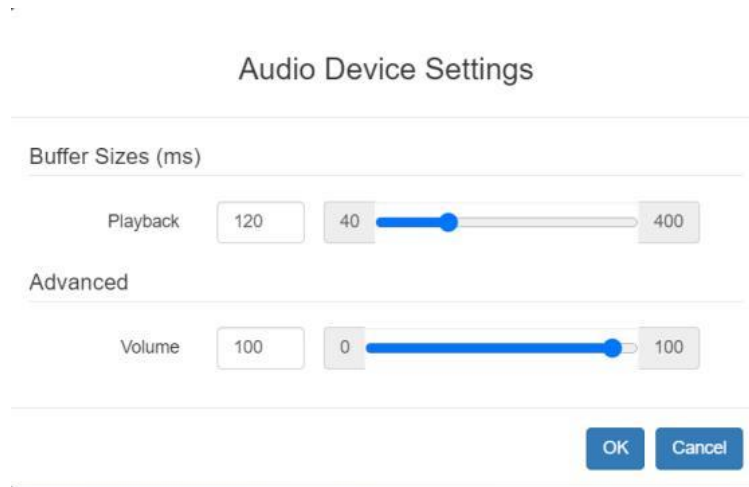 Audio Device Settings
Buffer Sizes (ms)
Playback 120 40 400
Advanced
Volume 100 0 100
OK Cancel